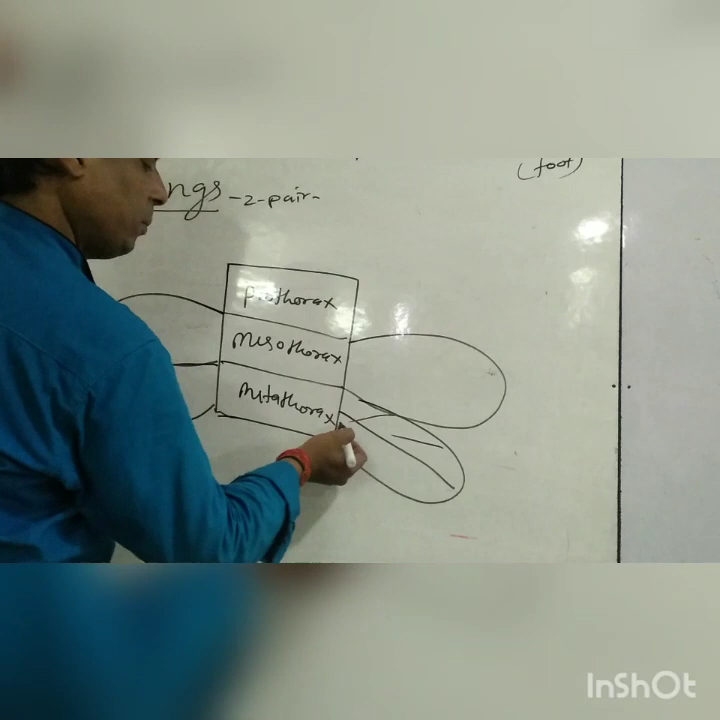 (foot)
ngs - 2 - pair -
Prothorax
Mesothorax
Metathorax
InShOt